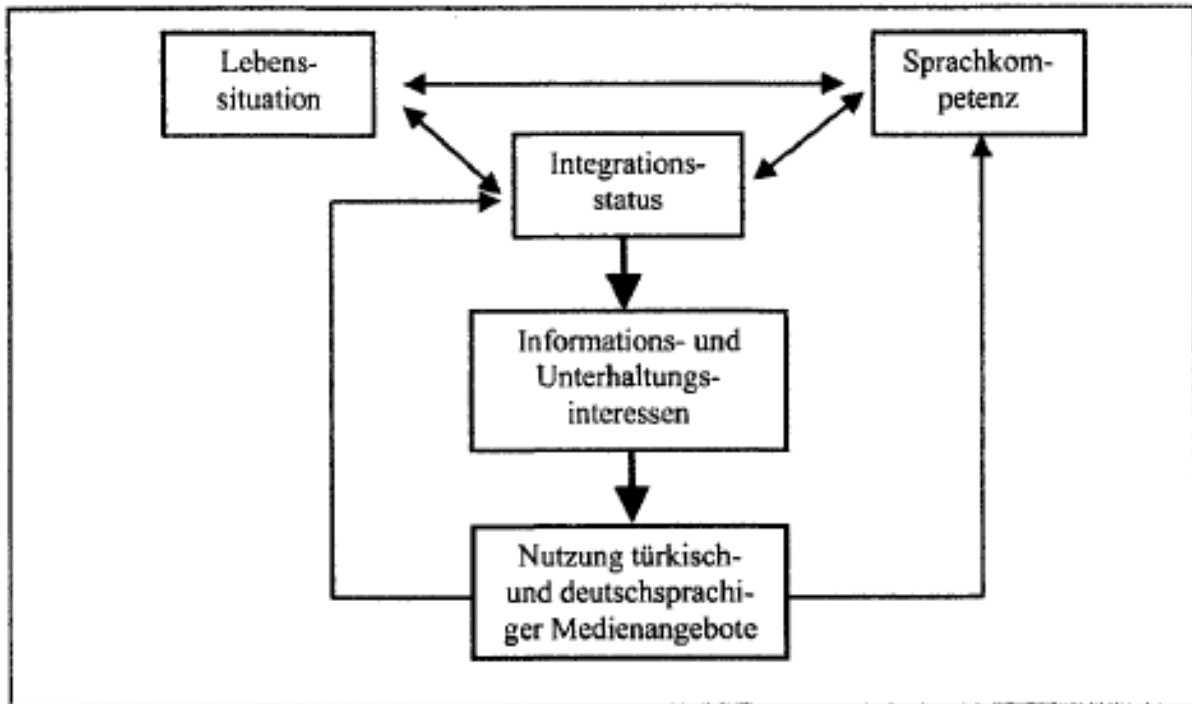 Lebens-
situation
Sprachkom-
petenz
Integrations-
status
Informations- und
Unterhaltungs-
interessen
Nutzung türkisch-
und deutschsprachi-
ger Medienangebote